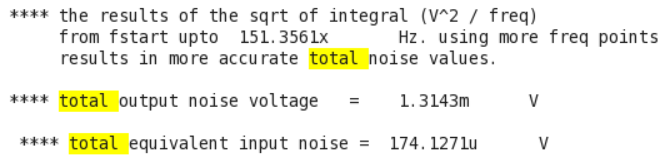 **** the results of the sqrt of integral (V^2 / freq)
from fstart upto 151.3561x Hz. using more freq points
results in more accurate total noise values.
**** total output noise voltage = 1.3143m V
**** total equivalent input noise = 174.1271u V